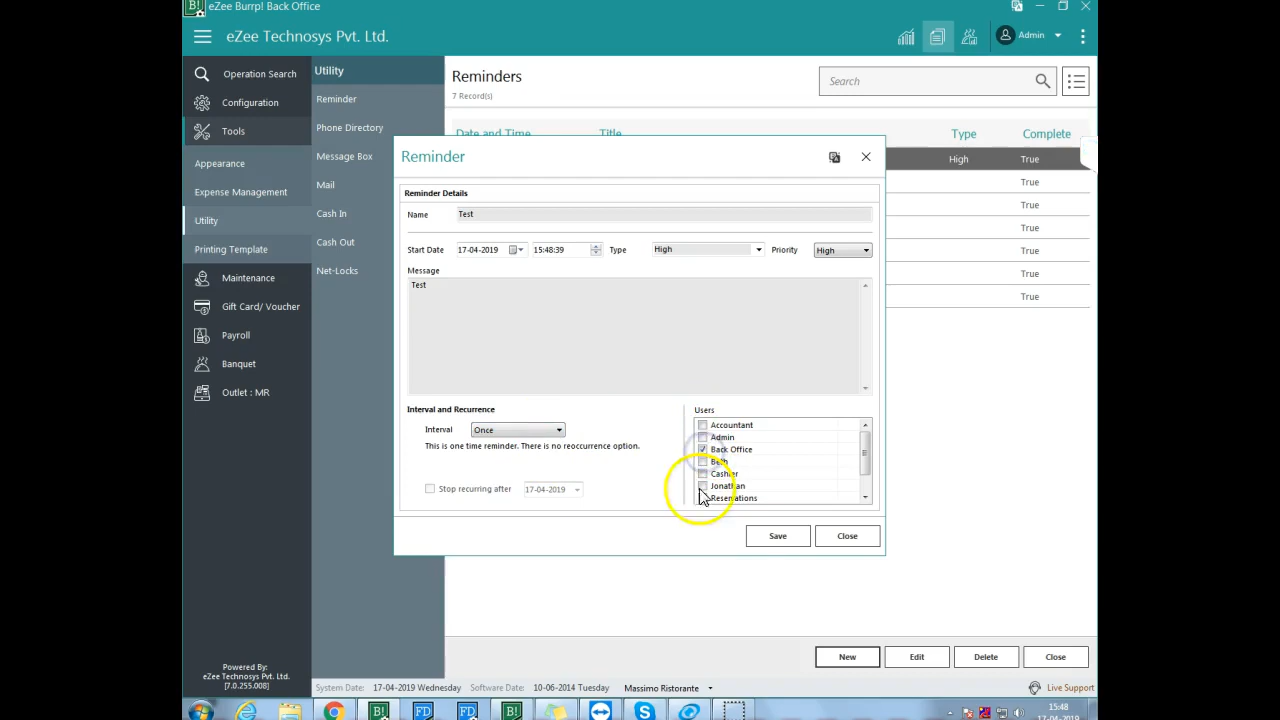 eZee Burrp! Back Office
eZee Technosys Pvt. Ltd.
Admin
Operation Search
Configuration
Tools
Appearance
Expense Management
Utility
Printing Template
Maintenance
Gift Card/ Voucher
Payroll
Banquet
Outlet : MR
Powered By:
eZee Technosys Pvt. Ltd.
[7.0.255.008]
Utility
Reminder
Phone Directory
Message Box
Mail
Cash In
Cash Out
Net-Locks
Reminders
7 Record(s)
Search
Date and Time Title Type Complete
High True
True
True
True
True
True
True
Reminder
Reminder Details
Name Test
Start Date 17-04-2019 15:48:39 Type High Priority High
Message
Test
Interval and Recurrence
Interval Once
This is one time reminder. There is no reoccurrence option.
Stop recurring after 17-04-2019
Users
Accountant
Admin
Back Office
Beth
Cashier
Jonathan
Reservations
Save Close
New Edit Delete Close
System Date: 17-04-2019 Wednesday Software Date: 10-06-2014 Tuesday Massimo Ristorante Live Support
15:48
17-04-2019